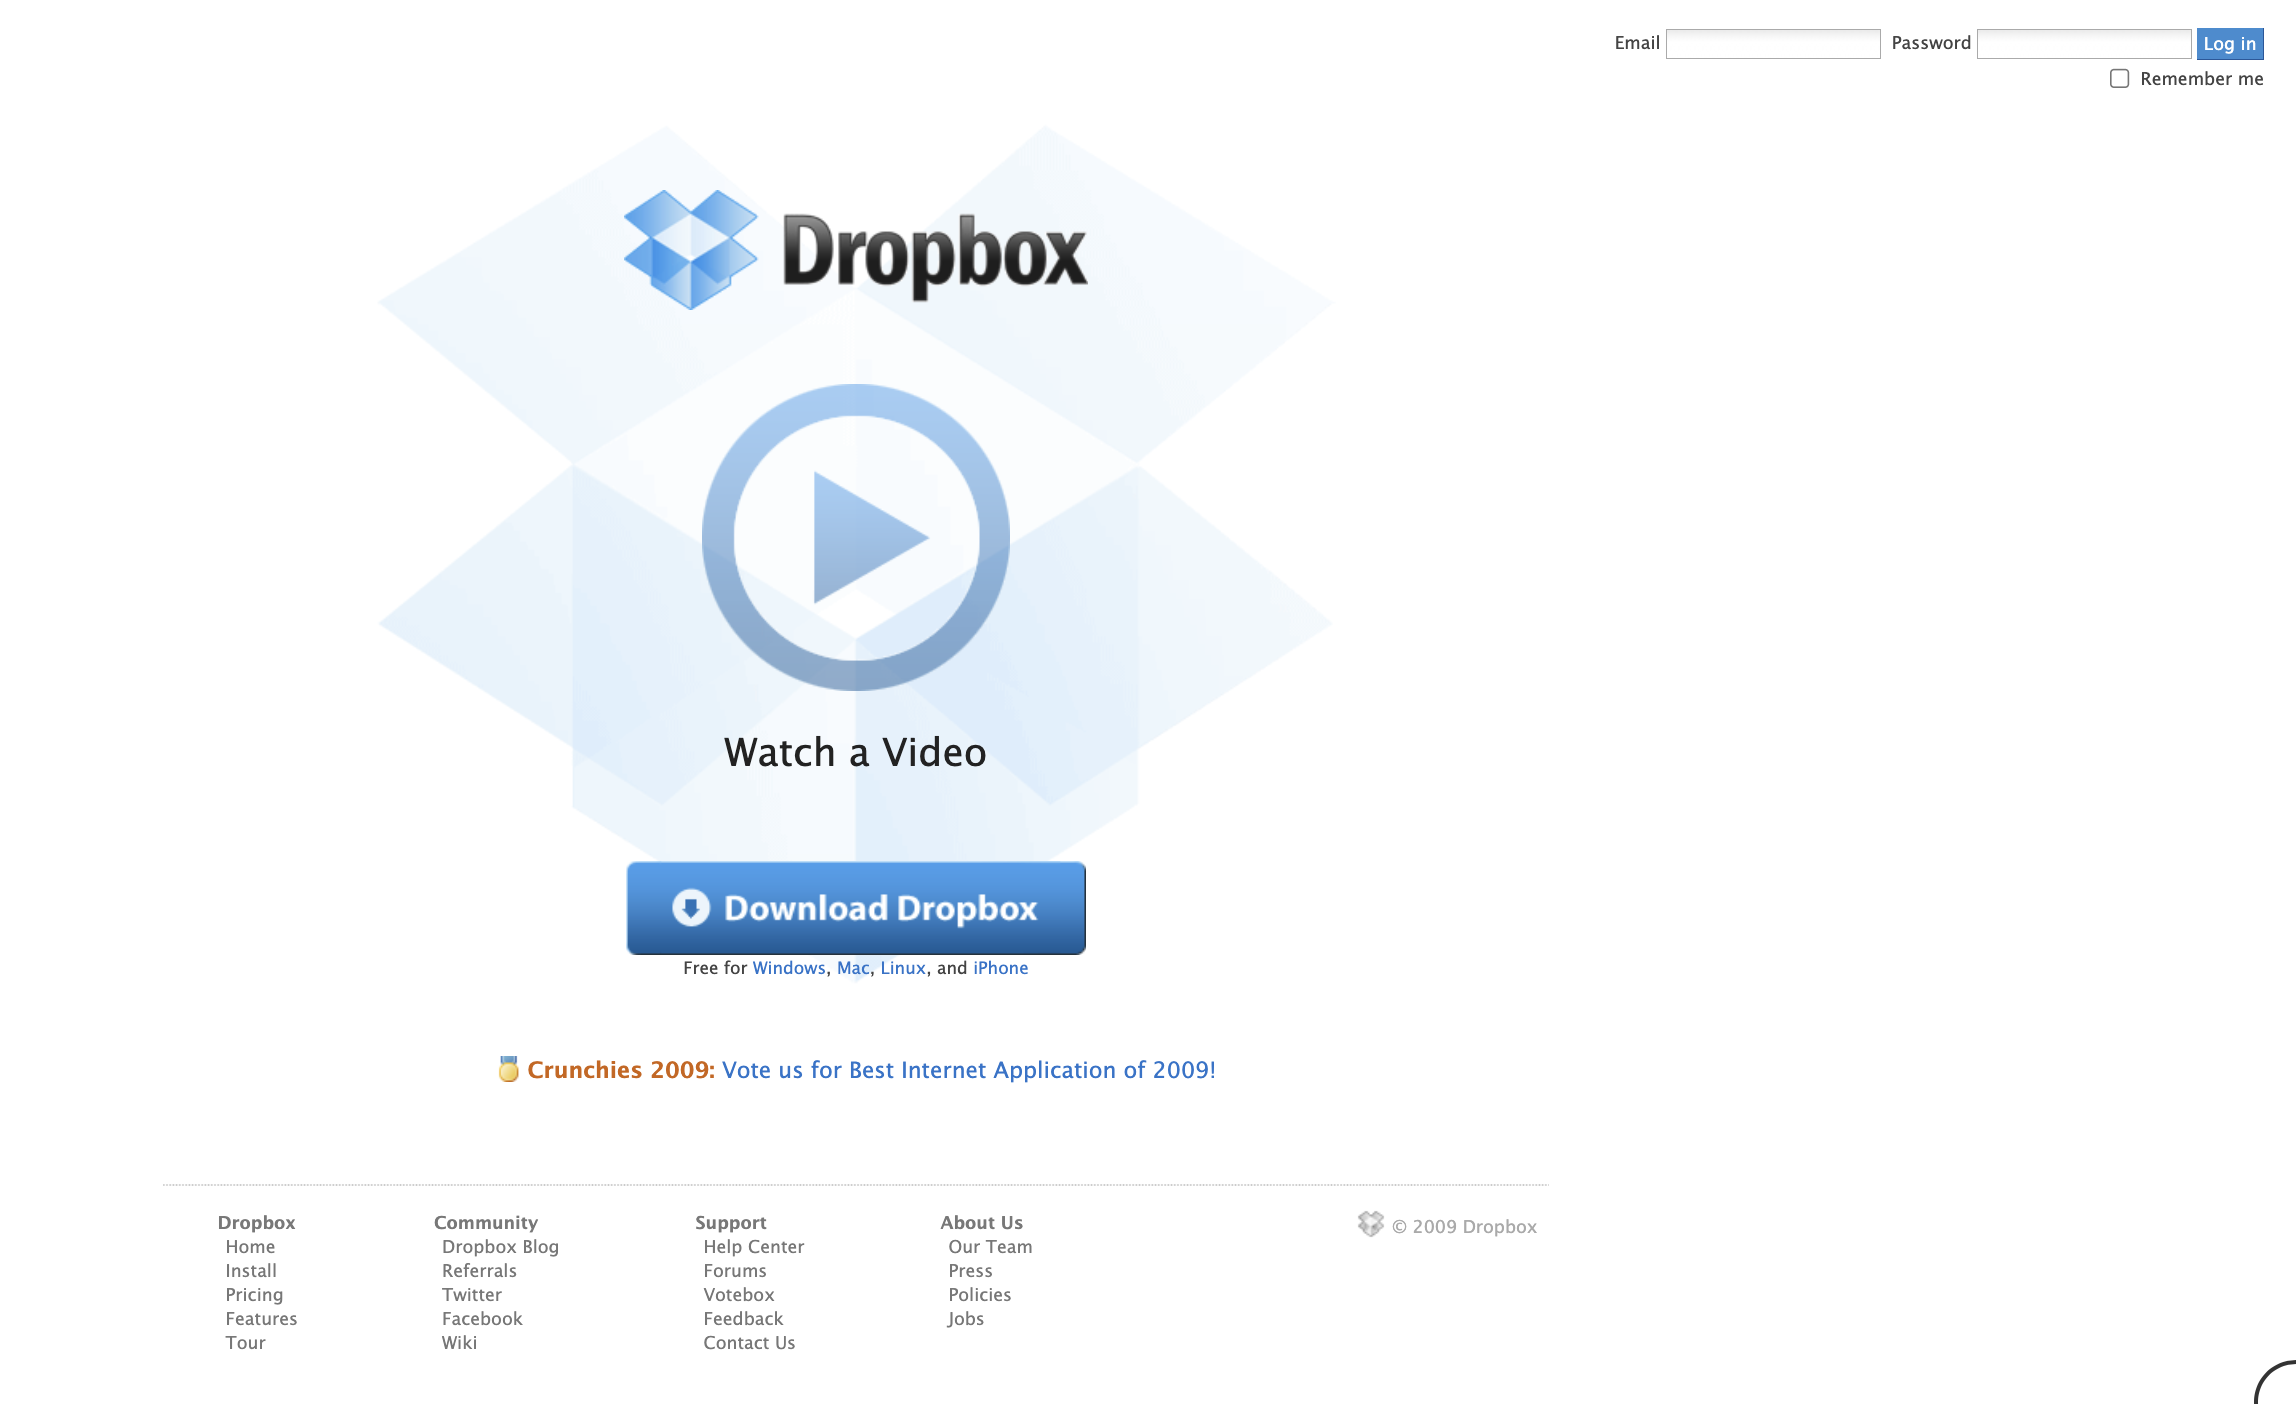 Email Password Log in
Remember me
Dropbox
Watch a Video
Download Dropbox
Free for Windows, Mac, Linux, and iPhone
Crunchies 2009: Vote us for Best Internet Application of 2009!
Dropbox
Home
Install
Pricing
Features
Tour
Community
Dropbox Blog
Referrals
Twitter
Facebook
Wiki
Support
Help Center
Forums
Votebox
Feedback
Contact Us
About Us
Our Team
Press
Policies
Jobs
© 2009 Dropbox